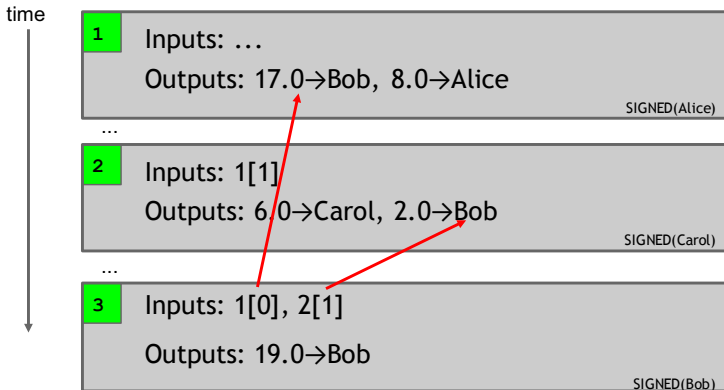 time
1
Inputs: ...
Outputs: 17.0→Bob, 8.0→Alice
SIGNED(Alice)
...
2
Inputs: 1[1]
Outputs: 6.0→Carol, 2.0→Bob
SIGNED(Carol)
...
3
Inputs: 1[0], 2[1]
Outputs: 19.0→Bob
SIGNED(Bob)